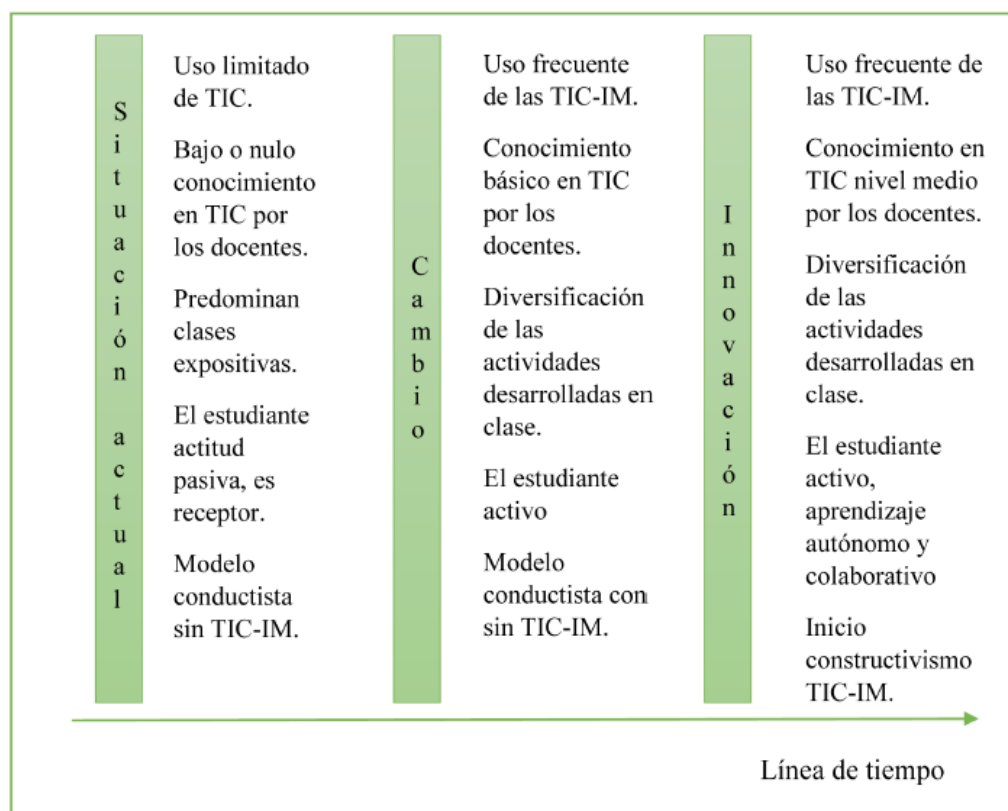 Situación actual
Uso limitado
de TIC.
Bajo o nulo
conocimiento
en TIC por
los docentes.
Predominan
clases
expositivas.
El estudiante
actitud
pasiva, es
receptor.
Modelo
conductista
sin TIC-IM.
Cambio
Uso frecuente
de las TIC-IM.
Conocimiento
básico en TIC
por los
docentes.
Diversificación
de las
actividades
desarrolladas en
clase.
El estudiante
activo
Modelo
conductista con
sin TIC-IM.
Innovación
Uso frecuente de
las TIC-IM.
Conocimiento en
TIC nivel medio
por los docentes.
Diversificación
de las
actividades
desarrolladas en
clase.
El estudiante
activo,
aprendizaje
autónomo y
colaborativo
Inicio
constructivismo
TIC-IM.
Línea de tiempo